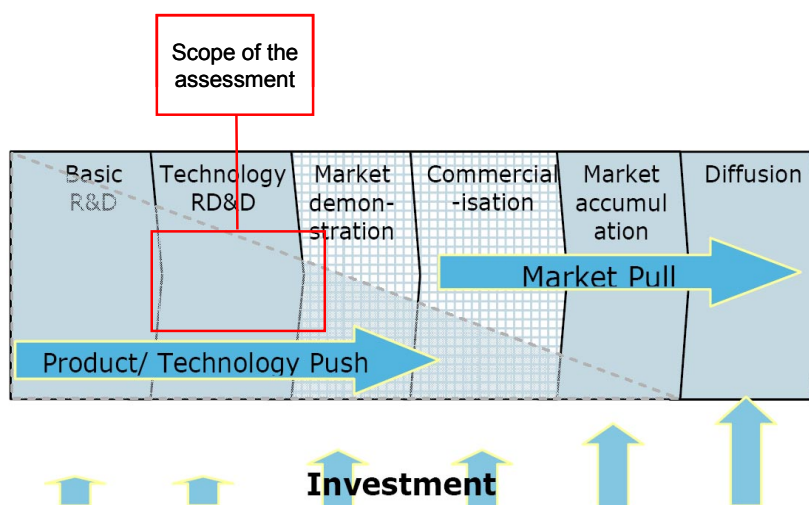 Scope of the
assessment
Basic
R&D
Technology
RD&D
Market
demon-
stration
Commercial
-isation
Market
accumul
ation
Diffusion
Market Pull
Product/ Technology Push
Investment